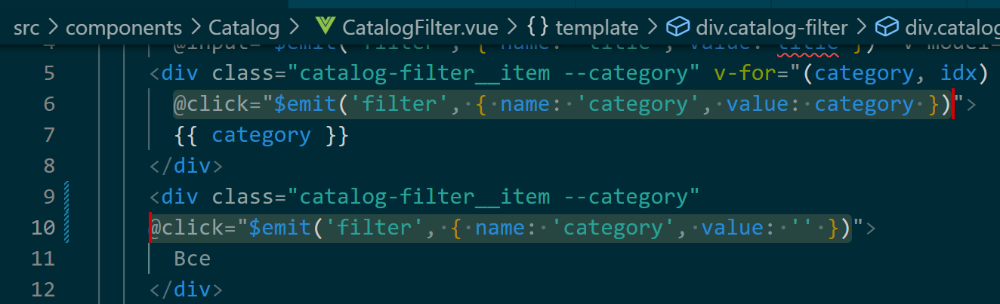 src > components > Catalog > CatalogFilter.vue > {} template > div.catalog-filter > div.catalog
4 @input="$emit('filter', { name: 'title', value: title })" v-model=
5 <div class="catalog-filter__item --category" v-for="(category, idx)
6 @click="$emit('filter', { name: 'category', value: category })">
7 {{ category }}
8 </div>
9 <div class="catalog-filter__item --category"
10 @click="$emit('filter', { name: 'category', value: '' })">
11 Все
12 </div>